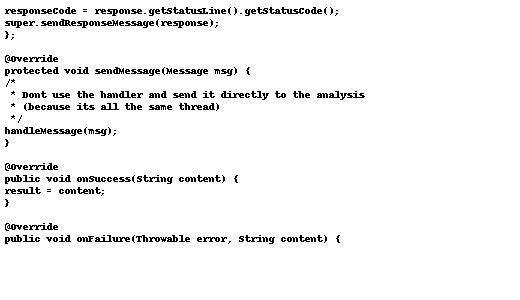 responseCode = response.getStatusLine().getStatusCode();
super.sendResponseMessage(response);
};

@Override
protected void sendMessage(Message msg) {
/*
 * Dont use the handler and send it directly to the analysis
 * (because its all the same thread)
 */
handleMessage(msg);
}

@Override
public void onSuccess(String content) {
result = content;
}

@Override
public void onFailure(Throwable error, String content) {